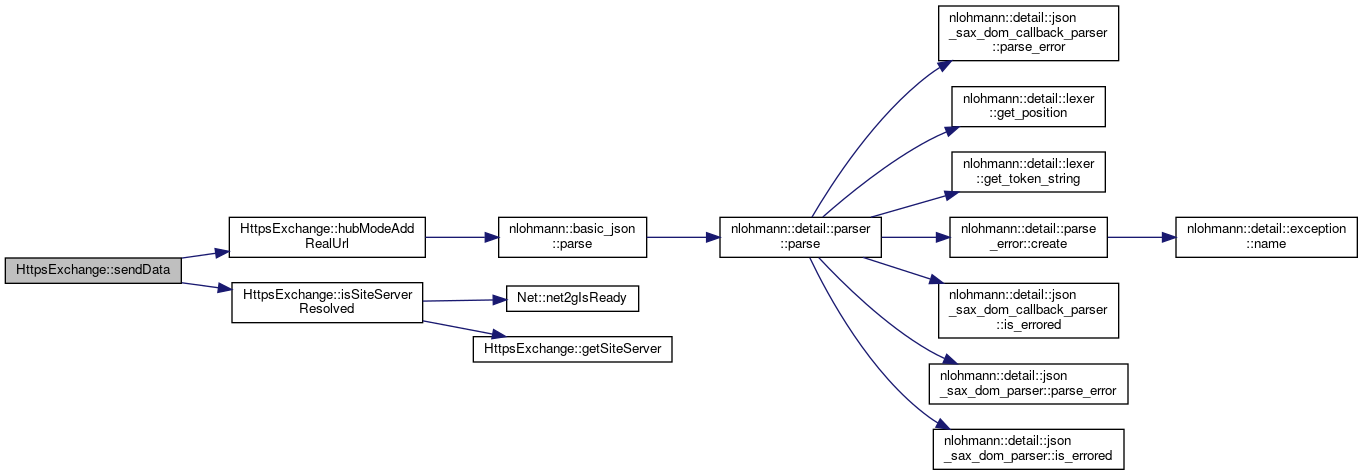 HttpsExchange::sendData
HttpsExchange::hubModeAdd
RealUrl
HttpsExchange::isSiteServer
Resolved
nlohmann::basic_json
::parse
Net::net2gIsReady
HttpsExchange::getSiteServer
nlohmann::detail::parser
::parse
nlohmann::detail::json
_sax_dom_callback_parser
::parse_error
nlohmann::detail::lexer
::get_position
nlohmann::detail::lexer
::get_token_string
nlohmann::detail::parse
_error::create
nlohmann::detail::json
_sax_dom_callback_parser
::is_errored
nlohmann::detail::json
_sax_dom_parser::parse_error
nlohmann::detail::json
_sax_dom_parser::is_errored
nlohmann::detail::exception
::name